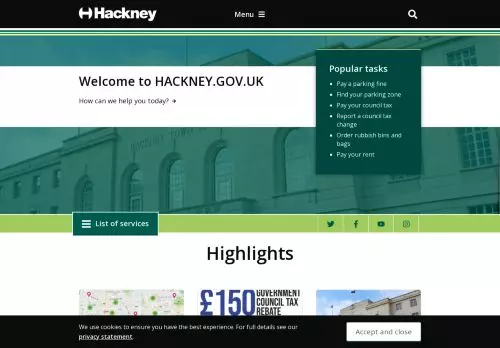 Hackney
Menu
Welcome to HACKNEY.GOV.UK
How can we help you today?
Popular tasks
Pay a parking fine
Find your parking zone
Pay your council tax
Report a council tax
change
Order rubbish bins and
bags
Pay your rent
HACKNEY TOWN HALL
List of services
Highlights
£150
GOVERNMENT
COUNCIL TAX
REBATE
We use cookies to ensure you have the best experience. For full details see our
privacy statement.
Accept and close